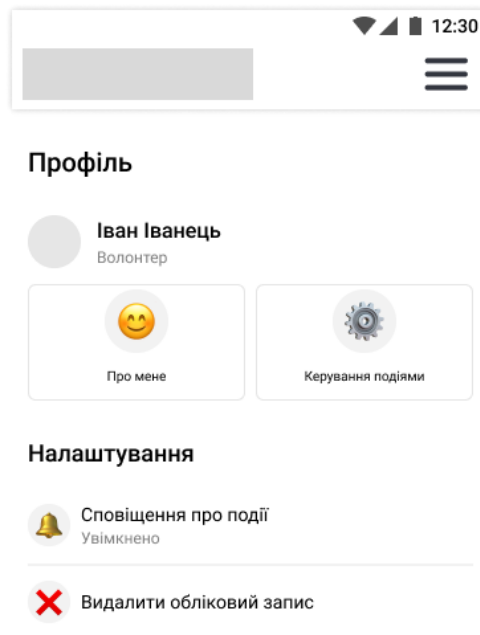 12:30
Профіль
Іван Іванець
Волонтер
Про мене
Керування подіями
Налаштування
Сповіщення про події
Увімкнено
Видалити обліковий запис